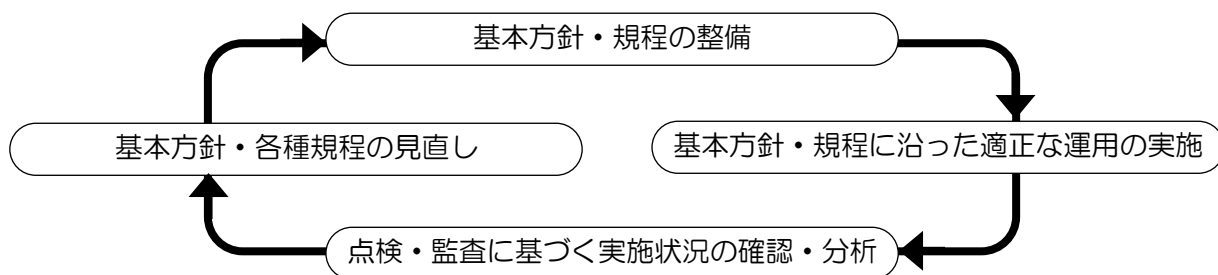 基本方針・規程の整備
基本方針・各種規程の見直し
基本方針・規程に沿った適正な運用の実施
点検・監査に基づく実施状況の確認・分析